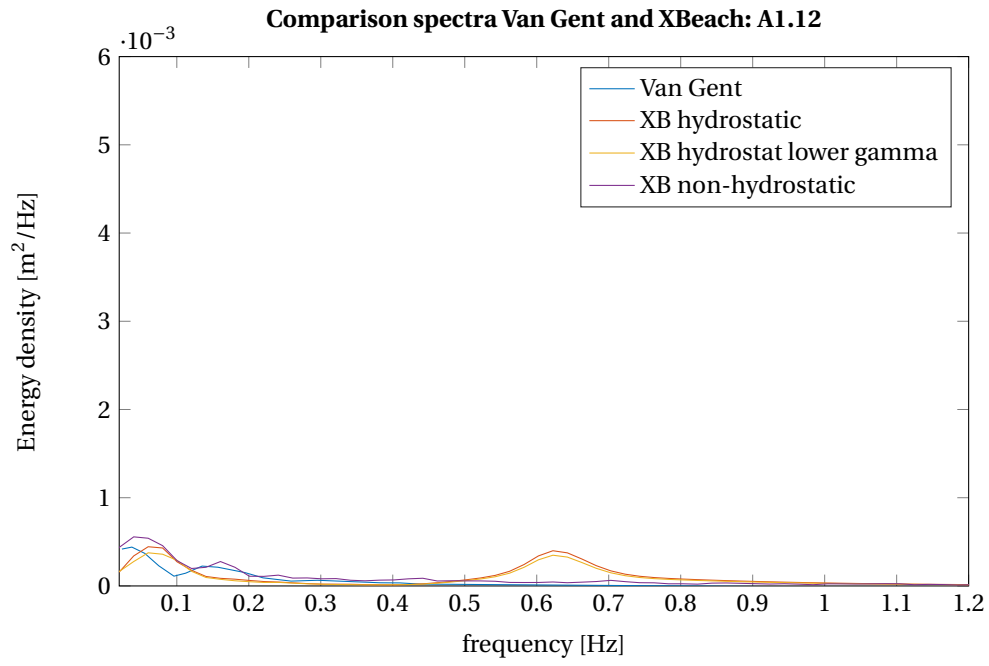 Comparison spectra Van Gent and XBeach: A1.12
·10⁻³
6
5
4
3
2
1
0
Energy density [m²/Hz]
Van Gent
XB hydrostatic
XB hydrostat lower gamma
XB non-hydrostatic
0.1 0.2 0.3 0.4 0.5 0.6 0.7 0.8 0.9 1 1.1 1.2
frequency [Hz]